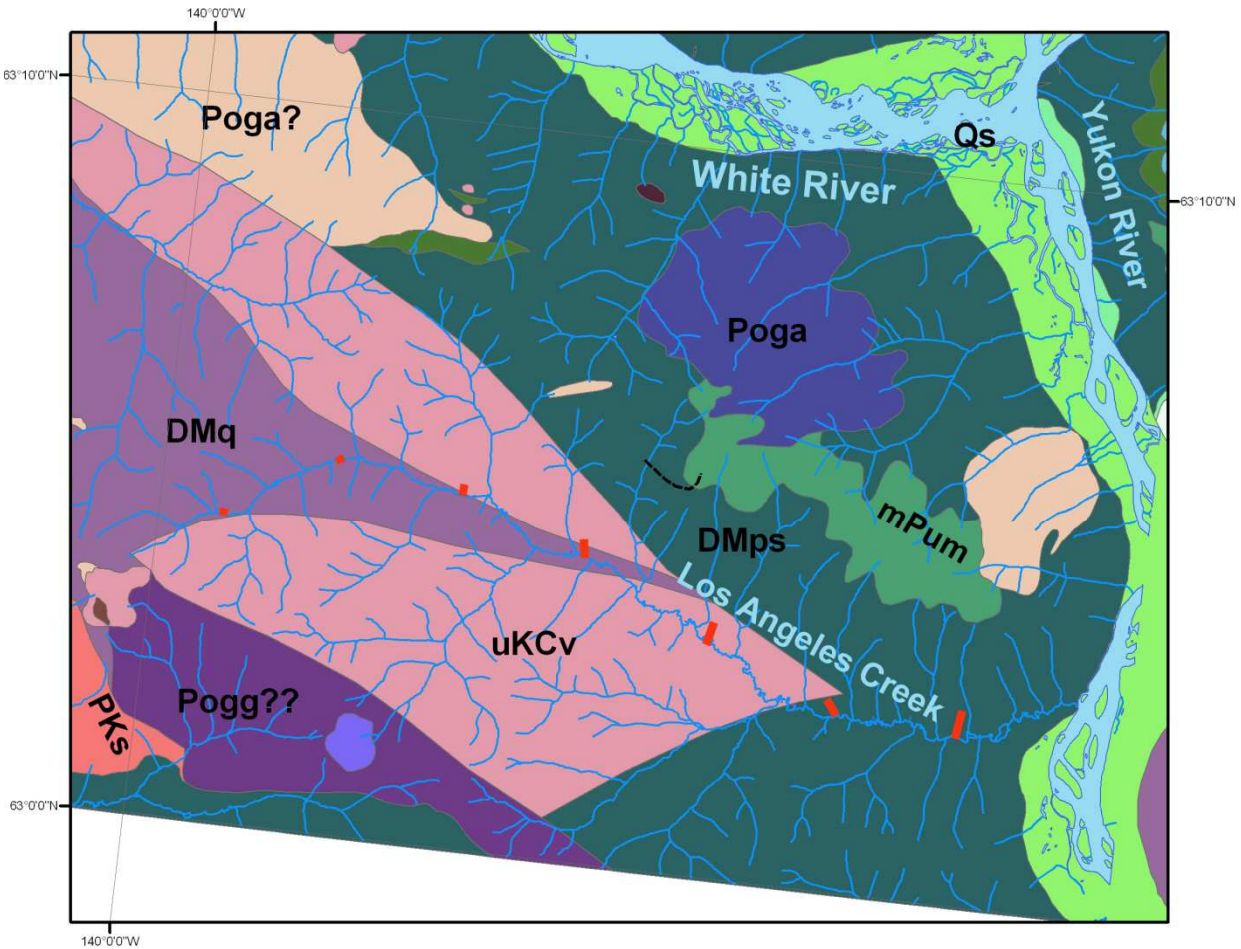 140°0'0"W
63°10'0"N
Poga?
Qs
Yukon River
White River
63°10'0"N
Poga
DMq
j
mPum
DMps
Los Angeles Creek
uKCv
Pogg??
PKs
63°0'0"N
140°0'0"W